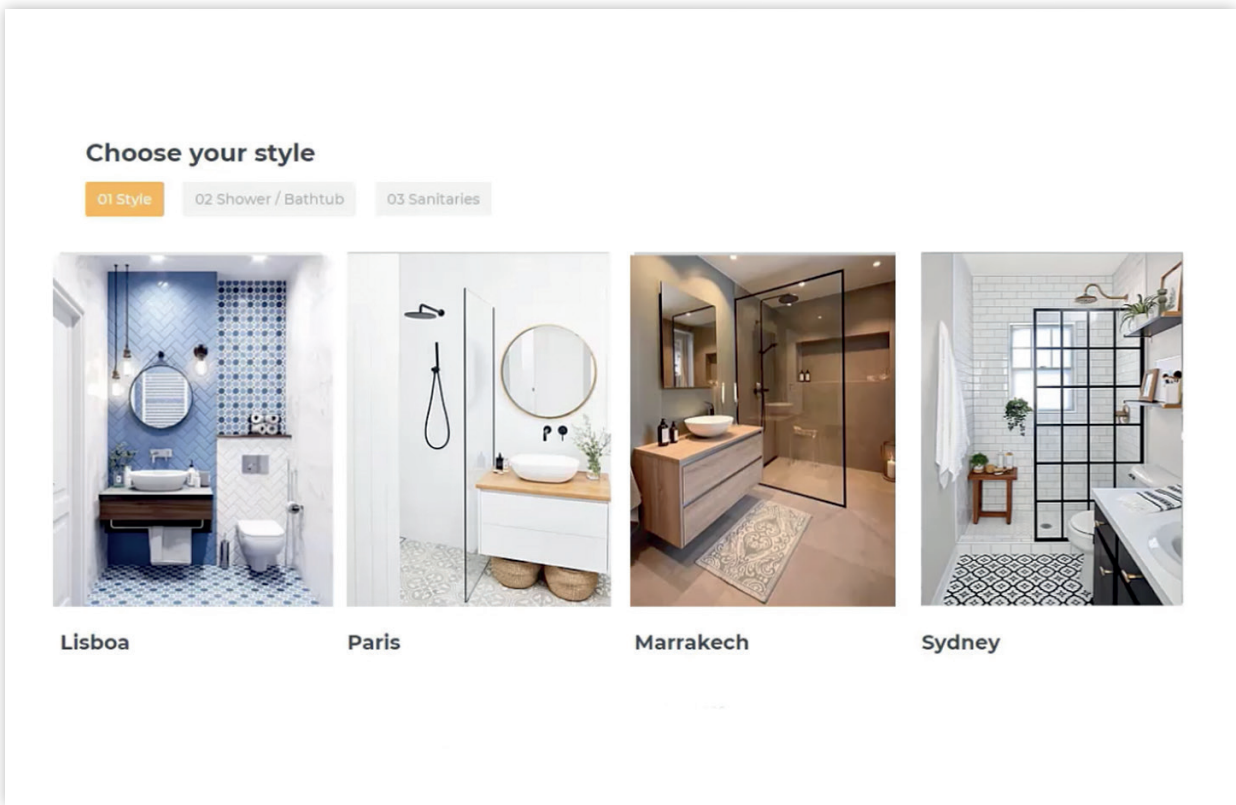 Choose your style
01 Style
02 Shower / Bathtub
03 Sanitaries
Lisboa
Paris
Marrakech
Sydney